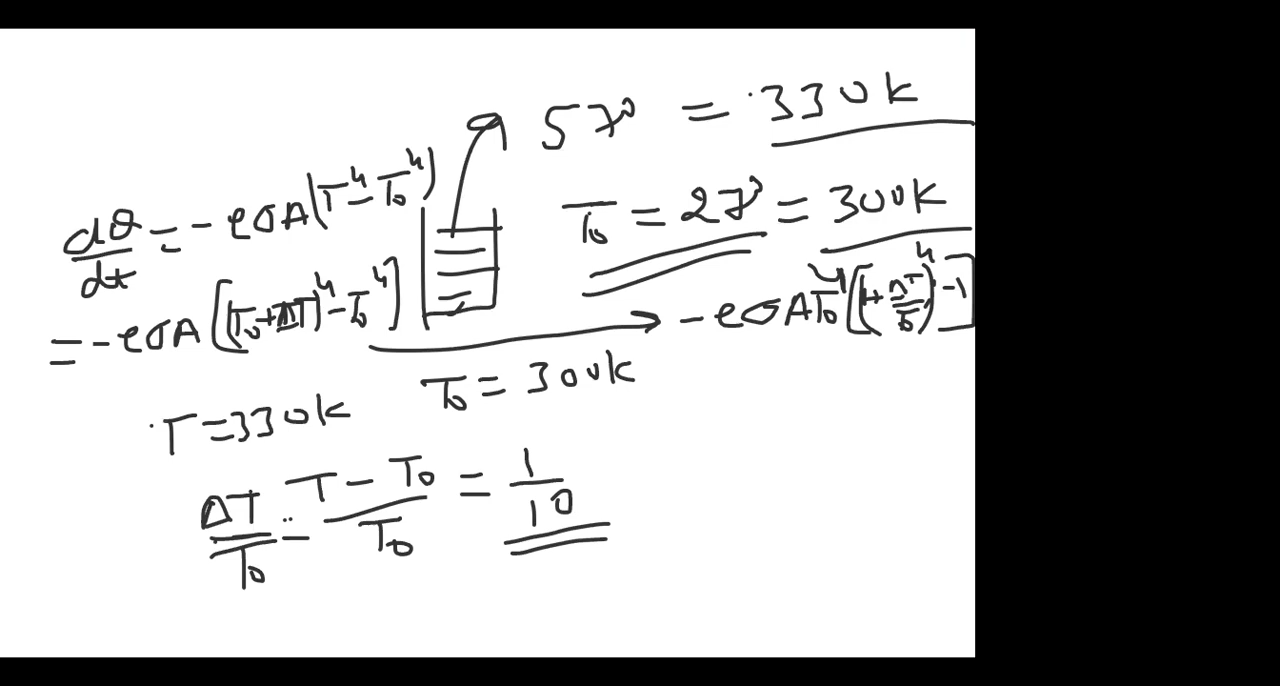 57° = 330k
dθ/dt = - eσA(T⁴ - T₀⁴)
T₀ = 27° = 300k
= - eσA[(T₀+ΔT)⁴ - T₀⁴] → - eσAT₀⁴[(1+ΔT/T₀)⁴ - 1]
T = 330k T₀ = 300k
ΔT/T₀ = T - T₀/T₀ = 1/10